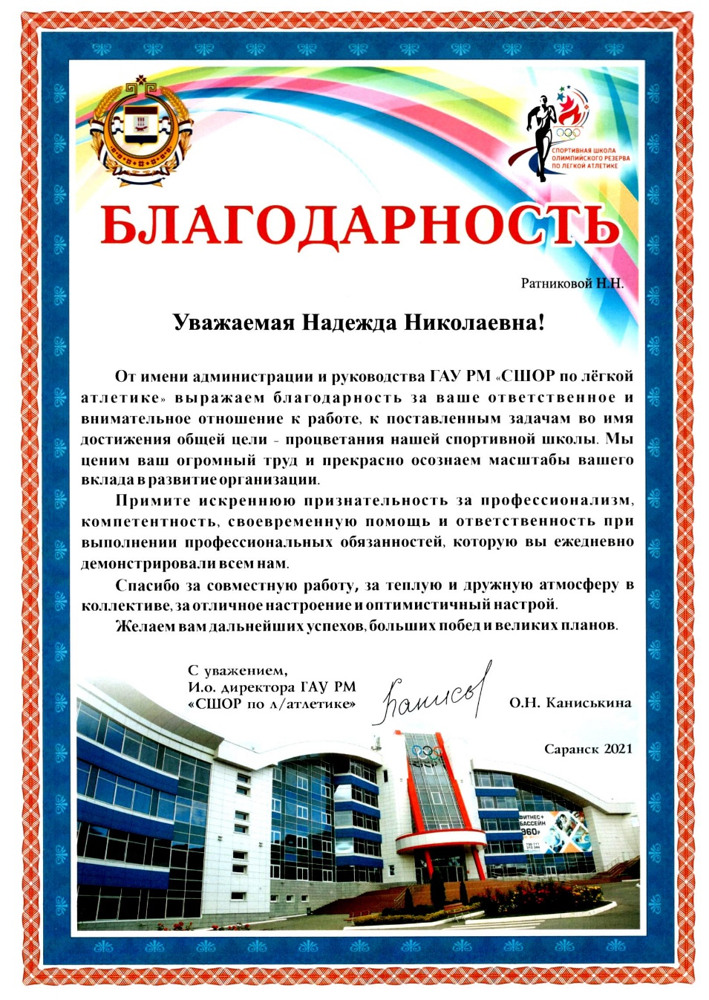 СПОРТИВНАЯ ШКОЛА
ОЛИМПИЙСКОГО РЕЗЕРВА
ПО ЛЕГКОЙ АТЛЕТИКЕ
БЛАГОДАРНОСТЬ
Ратниковой Н.Н.
Уважаемая Надежда Николаевна!
От имени администрации и руководства ГАУ РМ «СШОР по лёгкой
атлетике» выражаем благодарность за ваше ответственное и
внимательное отношение к работе, к поставленным задачам во имя
достижения общей цели - процветания нашей спортивной школы. Мы
ценим ваш огромный труд и прекрасно осознаем масштабы вашего
вклада в развитие организации.
Примите искреннюю признательность за профессионализм,
компетентность, своевременную помощь и ответственность при
выполнении профессиональных обязанностей, которую вы ежедневно
демонстрировали всем нам.
Спасибо за совместную работу, за теплую и дружную атмосферу в
коллективе, за отличное настроение и оптимистичный настрой.
Желаем вам дальнейших успехов, больших побед и великих планов.
С уважением,
И.о. директора ГАУ РМ
«СШОР по л/атлетике»
О.Н. Каниськина
Саранск 2021
ФИТНЕС+
БАССЕЙН
960р